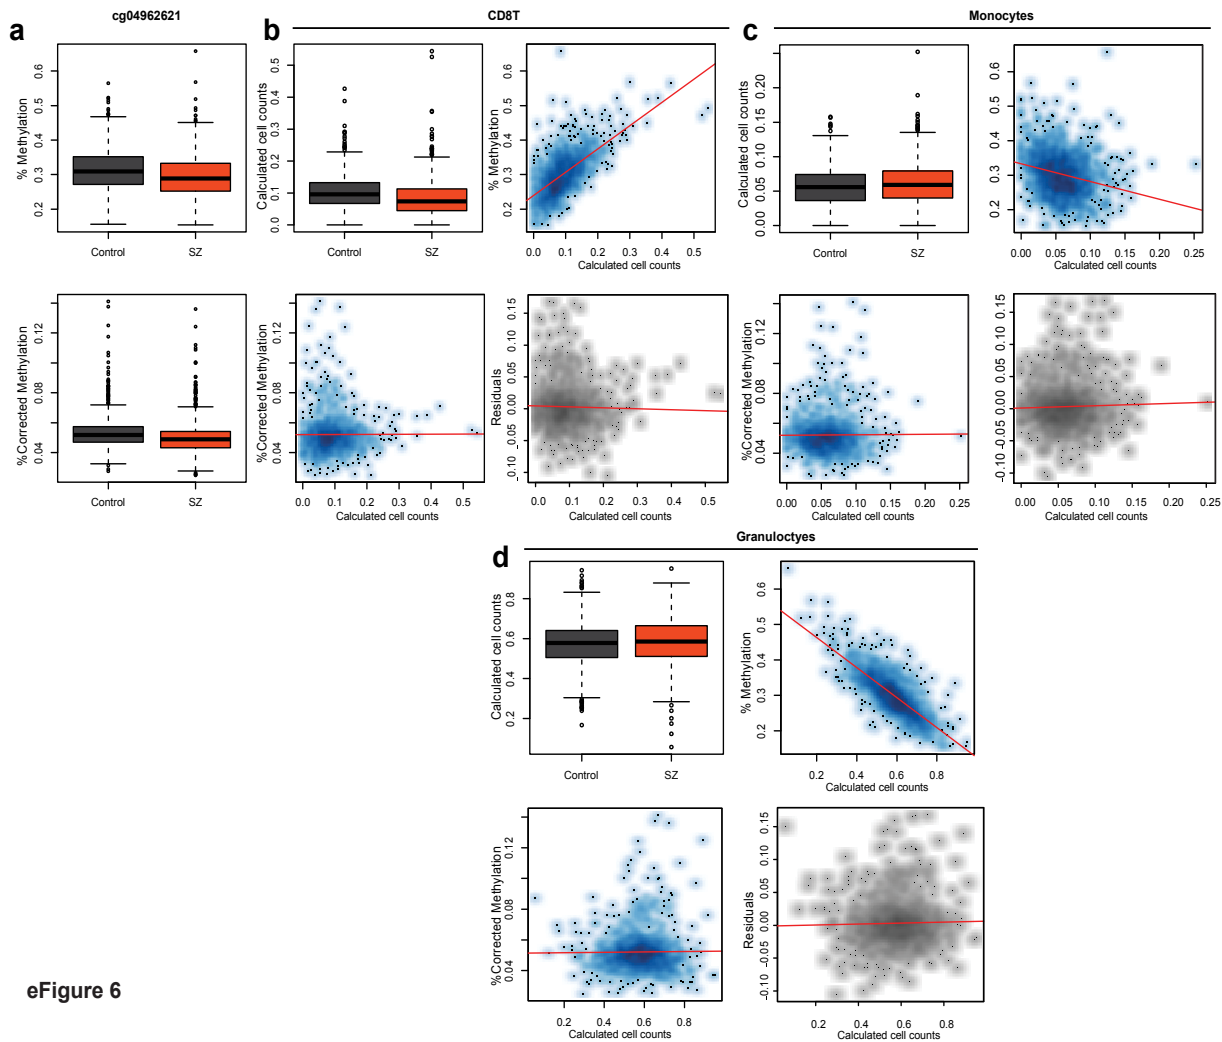 a
cg04962621
% Methylation
0.2 0.3 0.4 0.5 0.6
Control SZ
%Corrected Methylation
0.04 0.08 0.12
Control SZ
b
CD8T
Calculated cell counts
0.0 0.1 0.2 0.3 0.4 0.5
Control SZ
% Methylation
0.2 0.3 0.4 0.5 0.6
0.0 0.1 0.2 0.3 0.4 0.5
Calculated cell counts
%Corrected Methylation
0.04 0.08 0.12
0.0 0.1 0.2 0.3 0.4 0.5
Calculated cell counts
Residuals
-0.10 -0.05 0.00 0.05 0.10 0.15
0.0 0.1 0.2 0.3 0.4 0.5
Calculated cell counts
c
Monocytes
Calculated cell counts
0.00 0.05 0.10 0.15 0.20
Control SZ
% Methylation
0.2 0.3 0.4 0.5 0.6
0.00 0.05 0.10 0.15 0.20 0.25
Calculated cell counts
%Corrected Methylation
0.04 0.08 0.12
0.00 0.05 0.10 0.15 0.20 0.25
Calculated cell counts
-0.10 -0.05 0.00 0.05 0.10 0.15
0.00 0.05 0.10 0.15 0.20 0.25
Calculated cell counts
d
Granuloctyes
Calculated cell counts
0.2 0.4 0.6 0.8
Control SZ
% Methylation
0.2 0.3 0.4 0.5 0.6
0.2 0.4 0.6 0.8
Calculated cell counts
%Corrected Methylation
0.04 0.08 0.12
0.2 0.4 0.6 0.8
Calculated cell counts
Residuals
-0.10 -0.05 0.00 0.05 0.10 0.15
0.2 0.4 0.6 0.8
Calculated cell counts
eFigure 6